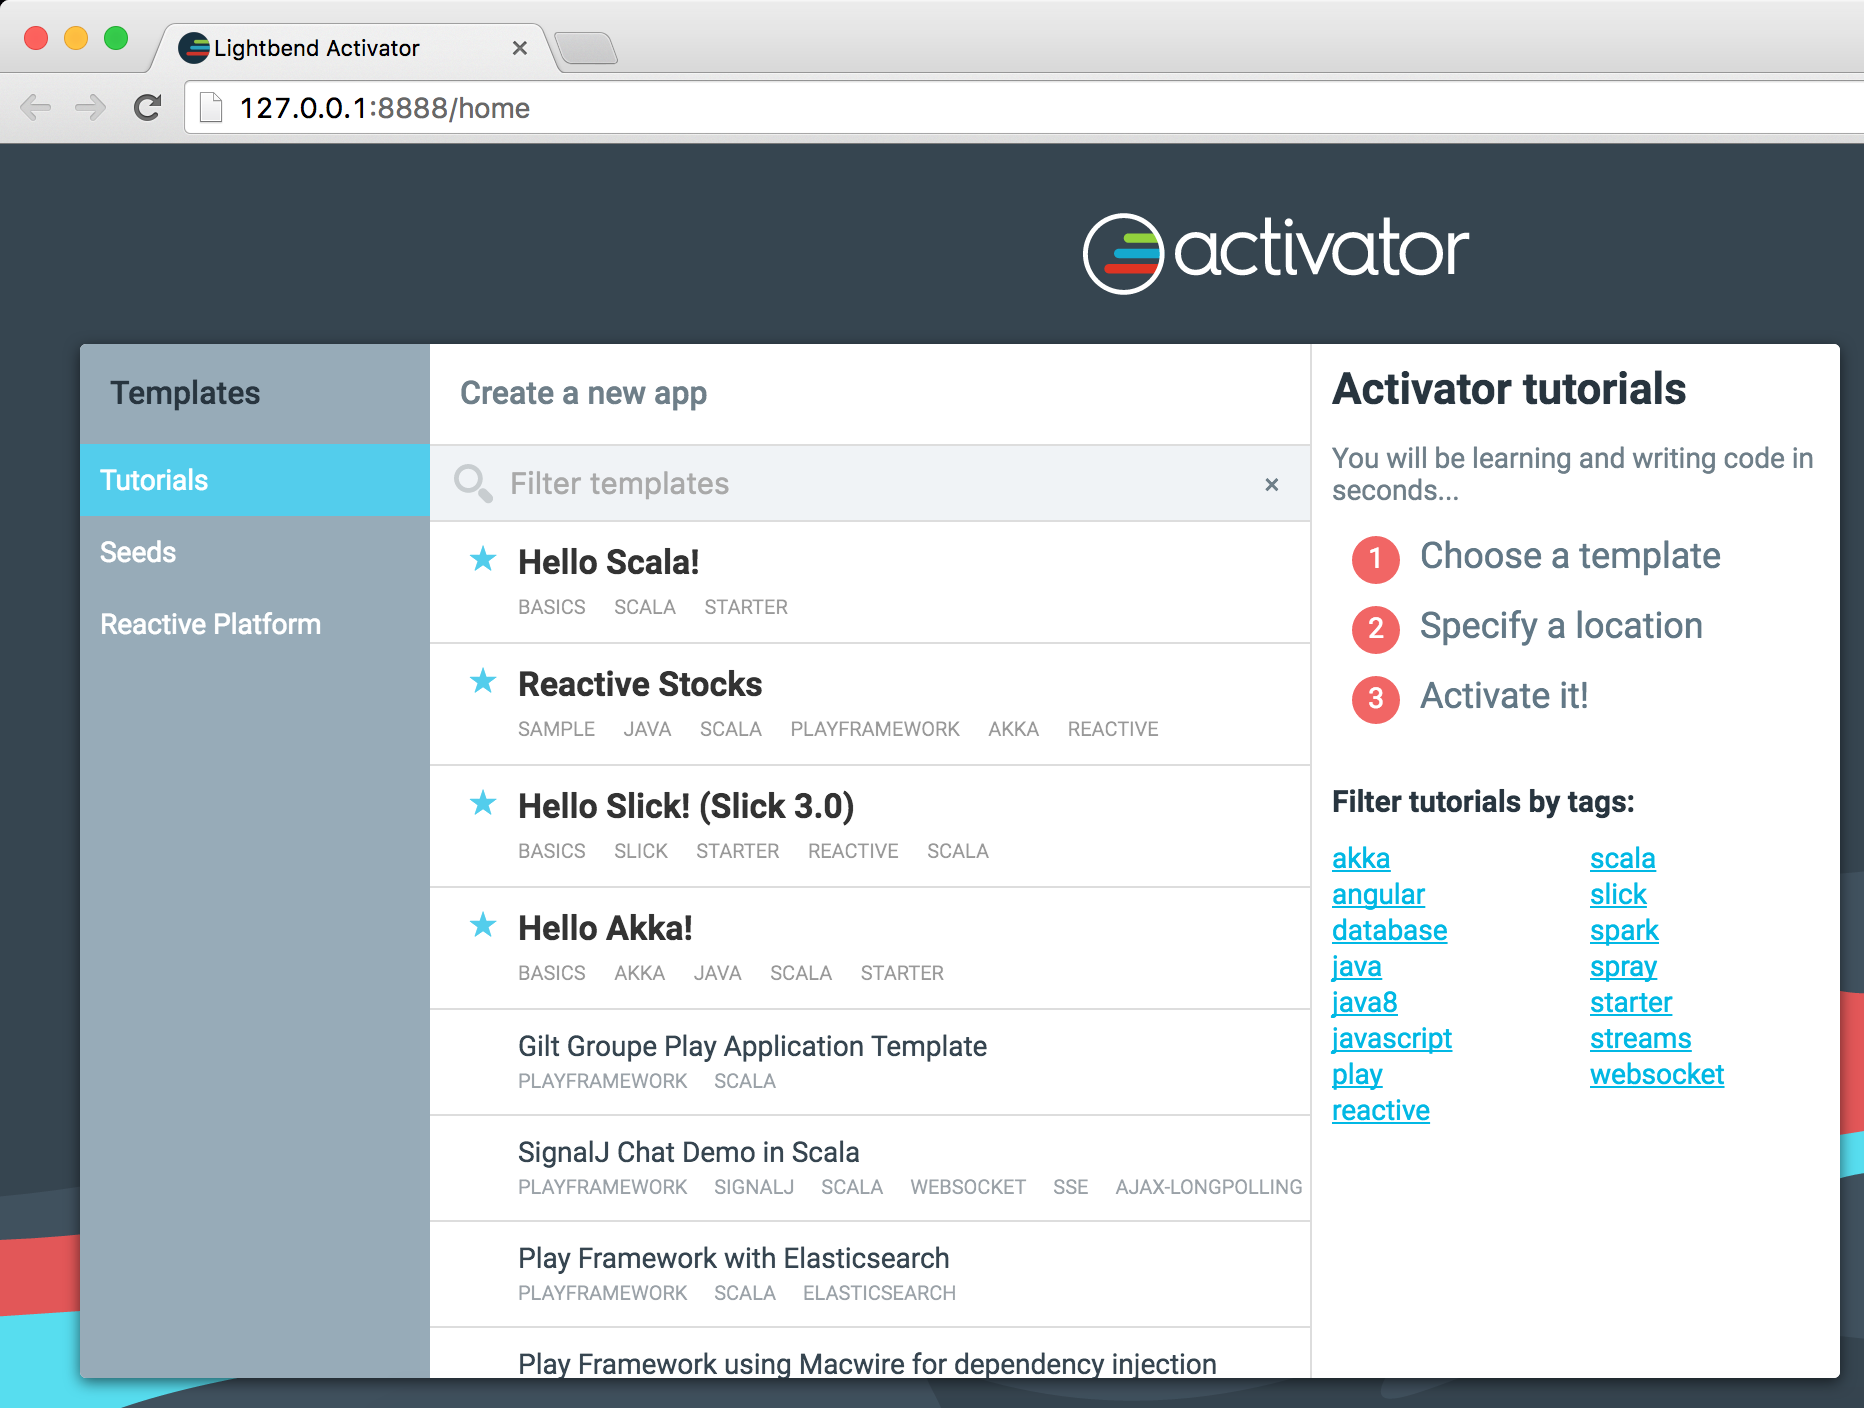 Lightbend Activator
127.0.0.1:8888/home
activator
Templates
Tutorials
Seeds
Reactive Platform
Create a new app
Filter templates
Hello Scala!
BASICS SCALA STARTER
Reactive Stocks
SAMPLE JAVA SCALA PLAYFRAMEWORK AKKA REACTIVE
Hello Slick! (Slick 3.0)
BASICS SLICK STARTER REACTIVE SCALA
Hello Akka!
BASICS AKKA JAVA SCALA STARTER
Gilt Groupe Play Application Template
PLAYFRAMEWORK SCALA
SignalJ Chat Demo in Scala
PLAYFRAMEWORK SIGNALJ SCALA WEBSOCKET SSE AJAX-LONGPOLLING
Play Framework with Elasticsearch
PLAYFRAMEWORK SCALA ELASTICSEARCH
Play Framework using Macwire for dependency injection
Activator tutorials
You will be learning and writing code in
seconds...
1 Choose a template
2 Specify a location
3 Activate it!
Filter tutorials by tags:
akka
angular
database
java
java8
javascript
play
reactive
scala
slick
spark
spray
starter
streams
websocket